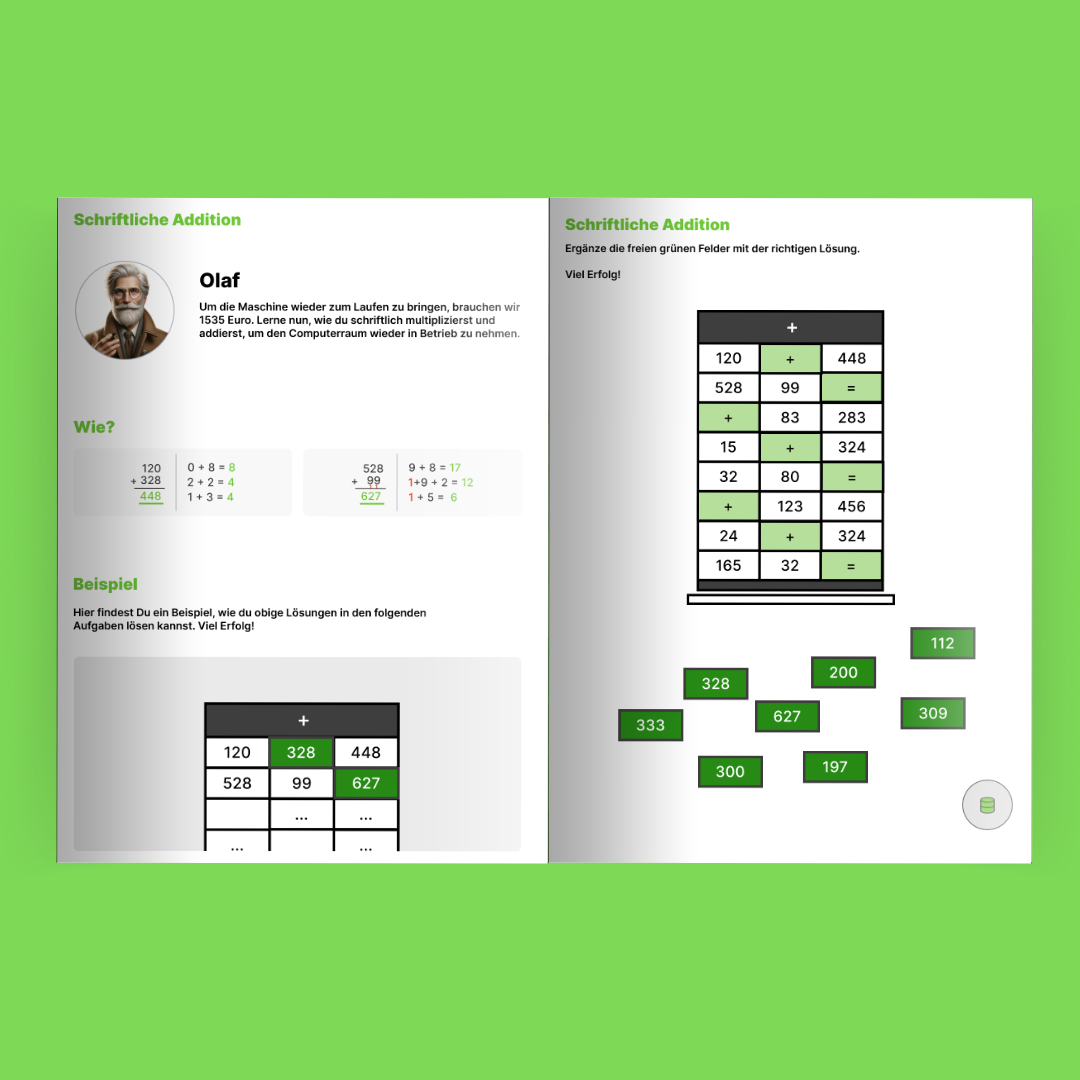 Schriftliche Addition
Olaf
Um die Maschine wieder zum Laufen zu bringen, brauchen wir
1535 Euro. Lerne nun, wie du schriftlich multiplizierst und
addierst, um den Computerraum wieder in Betrieb zu nehmen.
Wie?
120
+ 328
448
0 + 8 = 8
2 + 2 = 4
1 + 3 = 4
528
+ 99
1 1
627
9 + 8 = 17
1+9 + 2 = 12
1 + 5 = 6
Beispiel
Hier findest Du ein Beispiel, wie du obige Lösungen in den folgenden
Aufgaben lösen kannst. Viel Erfolg!
+
120 328 448
528 99 627
... ...
... ...
Schriftliche Addition
Ergänze die freien grünen Felder mit der richtigen Lösung.
Viel Erfolg!
+
120 + 448
528 99 =
+ 83 283
15 + 324
32 80 =
+ 123 456
24 + 324
165 32 =
112
200
328
309
627
333
197
300